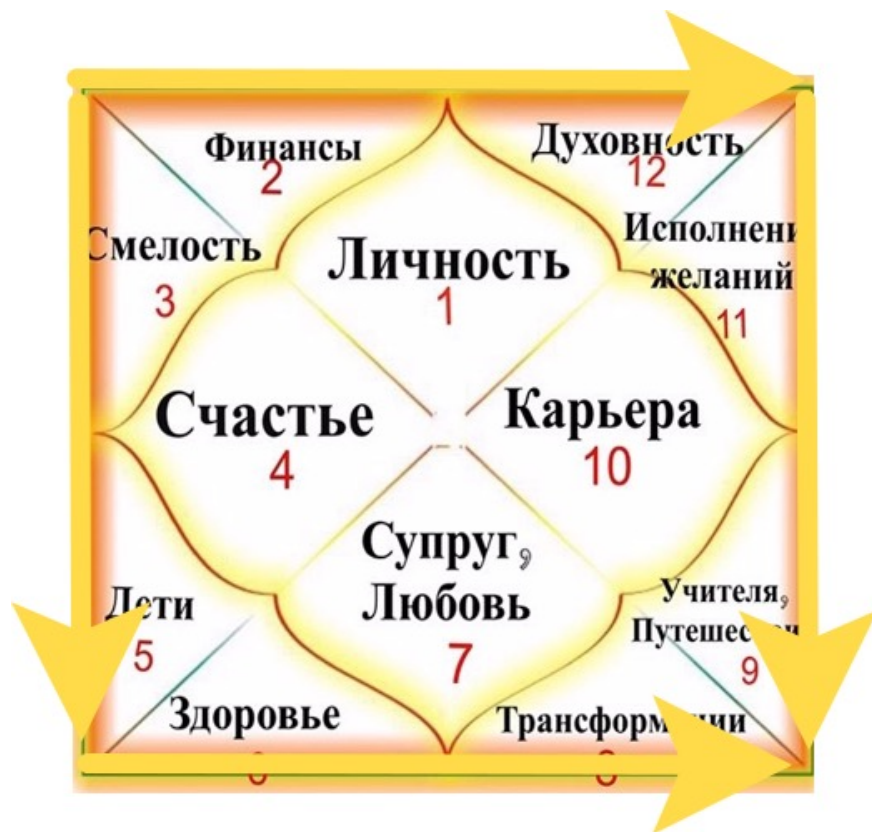 Финансы
2
Духовность
12
Смелость
3
Личность
1
Исполнени
желаний
11
Счастье
4
Карьера
10
Дети
5
Супруг,
Любовь
7
Учителя,
9
Здоровье
Трансформации